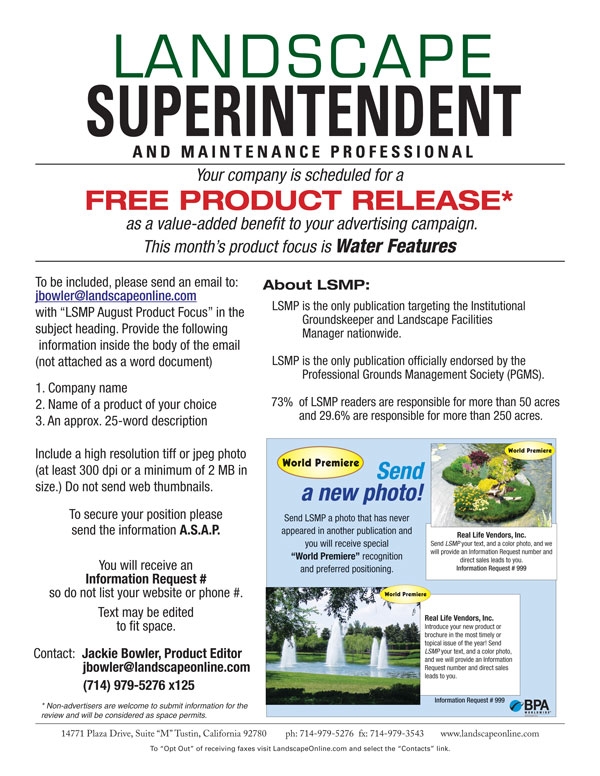 LANDSCAPE
SUPERINTENDENT
AND MAINTENANCE PROFESSIONAL
Your company is scheduled for a
FREE PRODUCT RELEASE*
as a value-added benefit to your advertising campaign.
This month's product focus is Water Features
To be included, please send an email to:
jbowler@landscapeonline.com
with “LSMP August Product Focus” in the
subject heading. Provide the following
information inside the body of the email
(not attached as a word document)
1. Company name
2. Name of a product of your choice
3. An approx. 25-word description
Include a high resolution tiff or jpeg photo
(at least 300 dpi or a minimum of 2 MB in
size.) Do not send web thumbnails.
To secure your position please
send the information A.S.A.P.
You will receive an
Information Request #
so do not list your website or phone #.
Text may be edited
to fit space.
Contact: Jackie Bowler, Product Editor
jbowler@landscapeonline.com
(714) 979-5276 x125
* Non-advertisers are welcome to submit information for the
review and will be considered as space permits.
About LSMP:
LSMP is the only publication targeting the Institutional
Groundskeeper and Landscape Facilities
Manager nationwide.
LSMP is the only publication officially endorsed by the
Professional Grounds Management Society (PGMS).
73% of LSMP readers are responsible for more than 50 acres
and 29.6% are responsible for more than 250 acres.
World Premiere
Send
a new photo!
Send LSMP a photo that has never
appeared in another publication and
you will receive special
“World Premiere” recognition
and preferred positioning.
World Premiere
Real Life Vendors, Inc.
Send LSMP your text, and a color photo, and we
will provide an Information Request number and
direct sales leads to you.
Information Request # 999
World Premiere
Real Life Vendors, Inc.
Introduce your new product or
brochure in the most timely or
topical issue of the year! Send
LSMP your text, and a color photo,
and we will provide an Information
Request number and direct sales
leads to you.
Information Request # 999
BPA
WORLDWIDE
14771 Plaza Drive, Suite “M” Tustin, California 92780 ph: 714-979-5276 fx: 714-979-3543 www.landscapeonline.com
To “Opt Out” of receiving faxes visit LandscapeOnline.com and select the “Contacts” link.